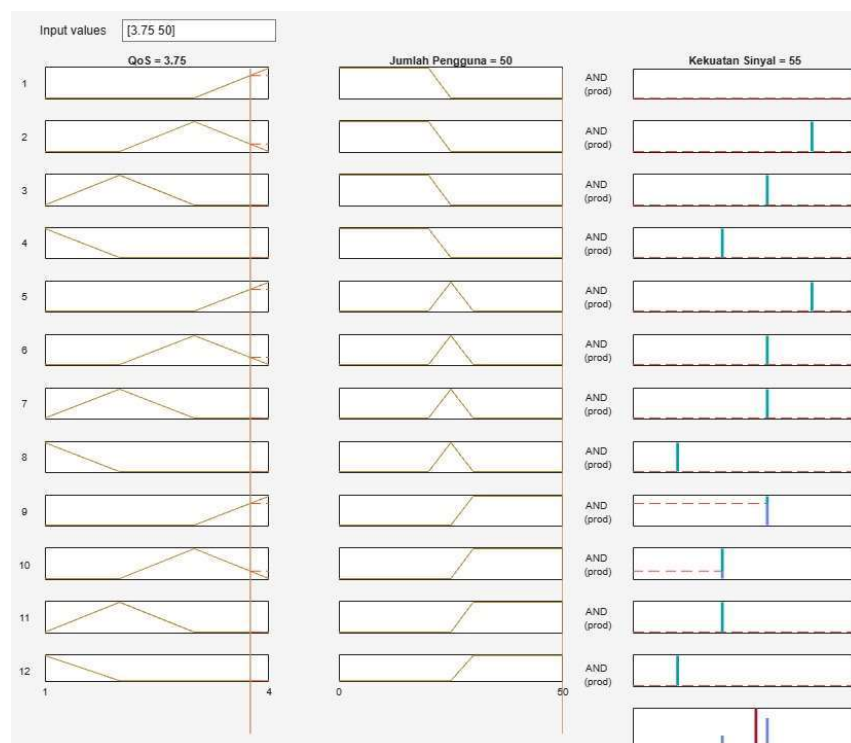 Input values [3.75 50]
QoS = 3.75 Jumlah Pengguna = 50 Kekuatan Sinyal = 55
1 AND (prod)
2 AND (prod)
3 AND (prod)
4 AND (prod)
5 AND (prod)
6 AND (prod)
7 AND (prod)
8 AND (prod)
9 AND (prod)
10 AND (prod)
11 AND (prod)
12 AND (prod)
1 4 0 50